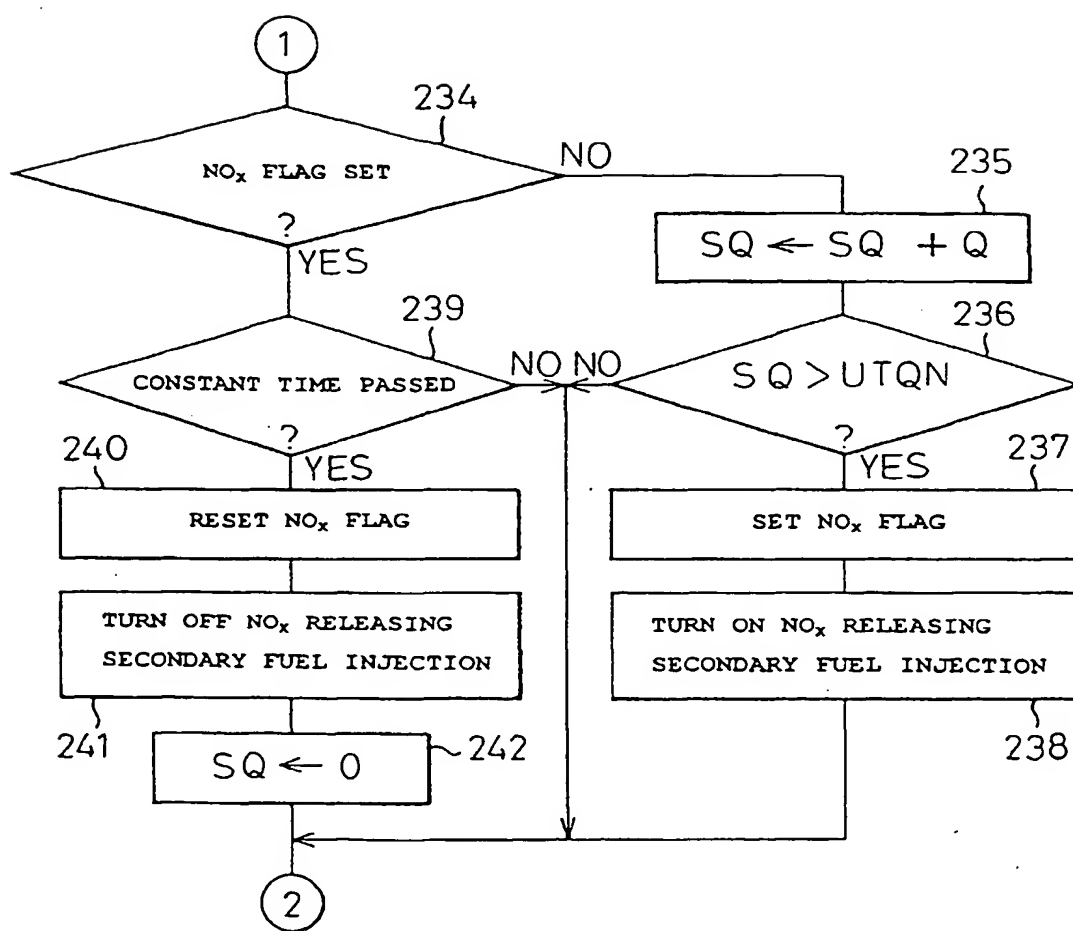 1
234
NOx FLAG SET
?
NO
YES
235
SQ ← SQ + Q
239
CONSTANT TIME PASSED
?
NO
YES
236
SQ > UTQN
?
NO
YES
240
RESET NOx FLAG
237
SET NOx FLAG
TURN OFF NOx RELEASING
SECONDARY FUEL INJECTION
241
TURN ON NOx RELEASING
SECONDARY FUEL INJECTION
238
SQ ← 0
242
2